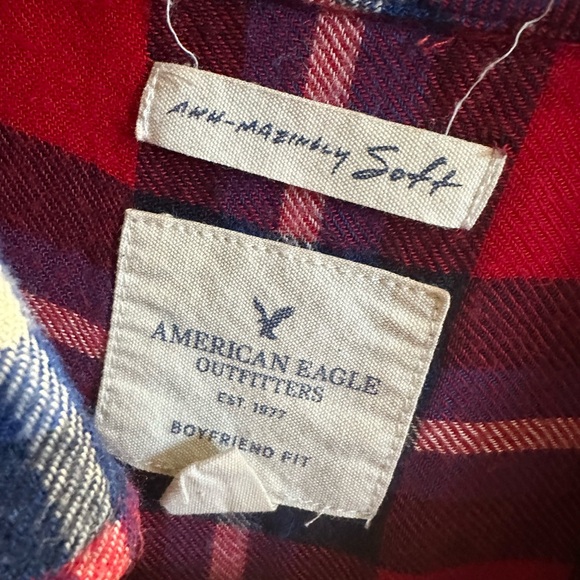 AHH-MAZINGLY Soft
AMERICAN EAGLE
OUTFITTERS
EST. 1977
BOYFRIEND FIT